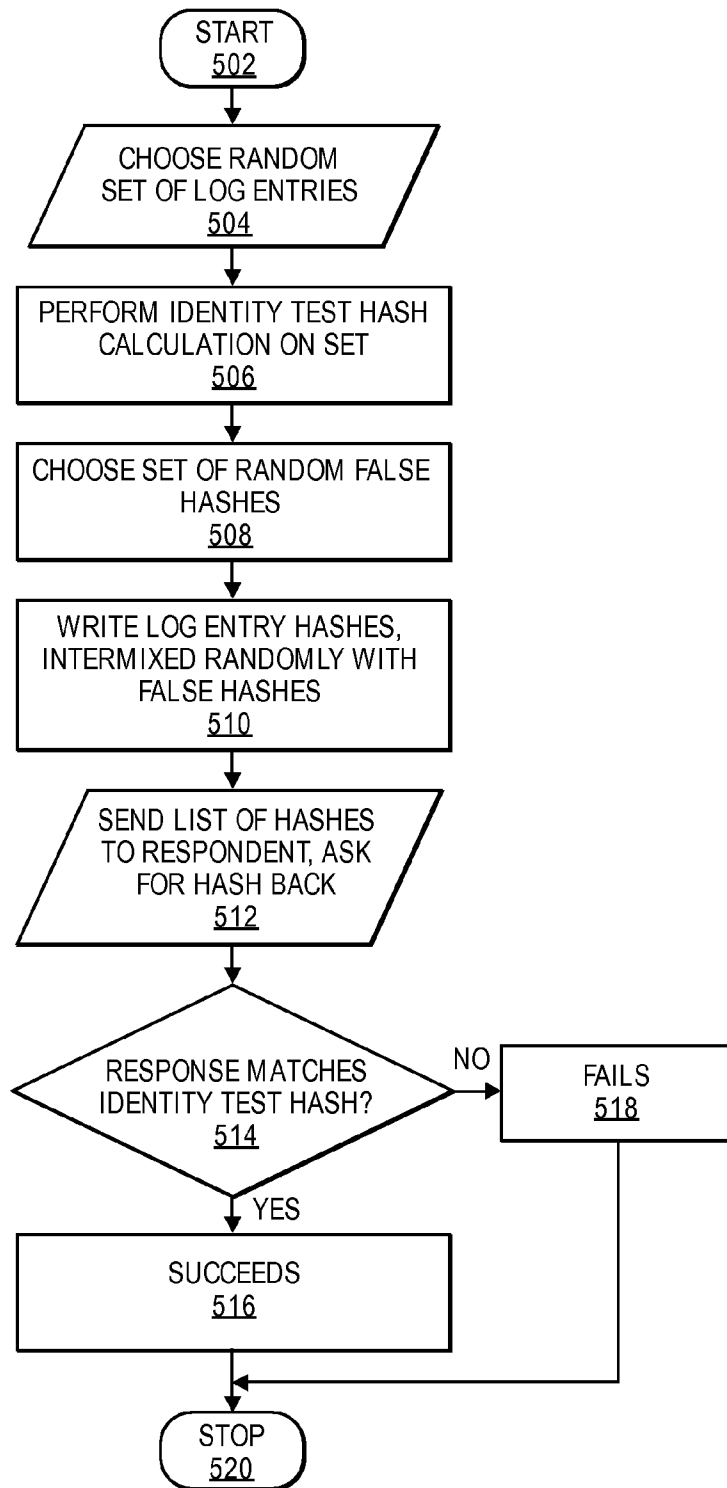 START
502
CHOOSE RANDOM
SET OF LOG ENTRIES
504
PERFORM IDENTITY TEST HASH
CALCULATION ON SET
506
CHOOSE SET OF RANDOM FALSE
HASHES
508
WRITE LOG ENTRY HASHES,
INTERMIXED RANDOMLY WITH
FALSE HASHES
510
SEND LIST OF HASHES
TO RESPONDENT, ASK
FOR HASH BACK
512
RESPONSE MATCHES
IDENTITY TEST HASH?
514
NO
FAILS
518
YES
SUCCEEDS
516
STOP
520